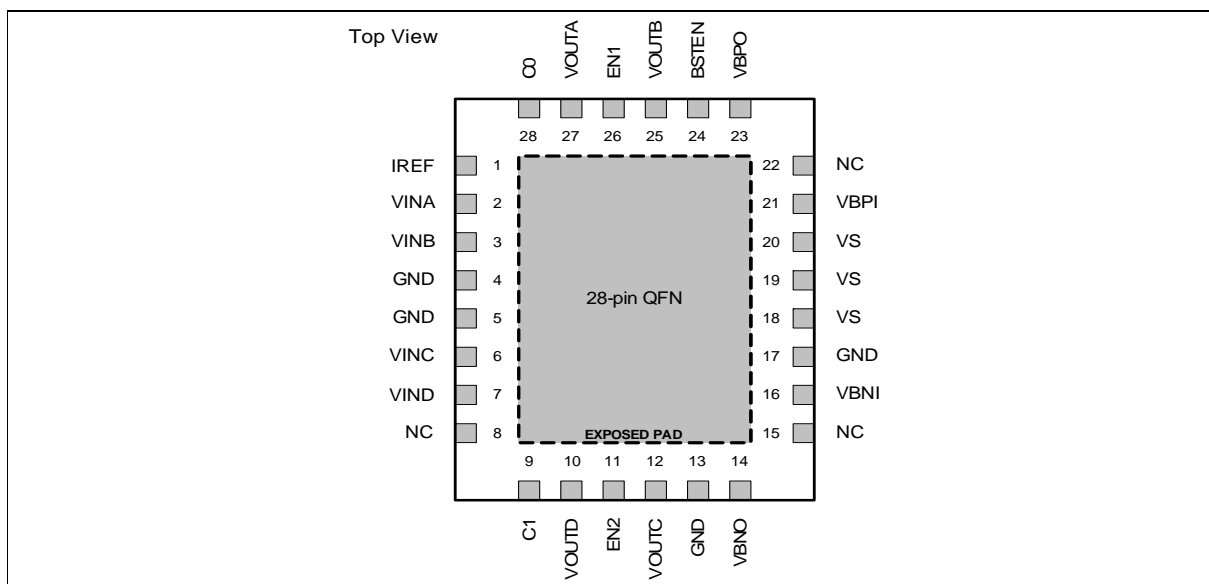 Top View
C0
VOUTA
EN1
VOUTB
BSTEN
VBPO
28 27 26 25 24 23
IREF 1 22 NC
VINA 2 21 VBPI
VINB 3 20 VS
GND 4 19 VS
28-pin QFN
GND 5 18 VS
VINC 6 17 GND
VIND 7 16 VBNI
NC 8 EXPOSED PAD 15 NC
9 10 11 12 13 14
C1
VOUTD
EN2
VOUTC
GND
VBNO